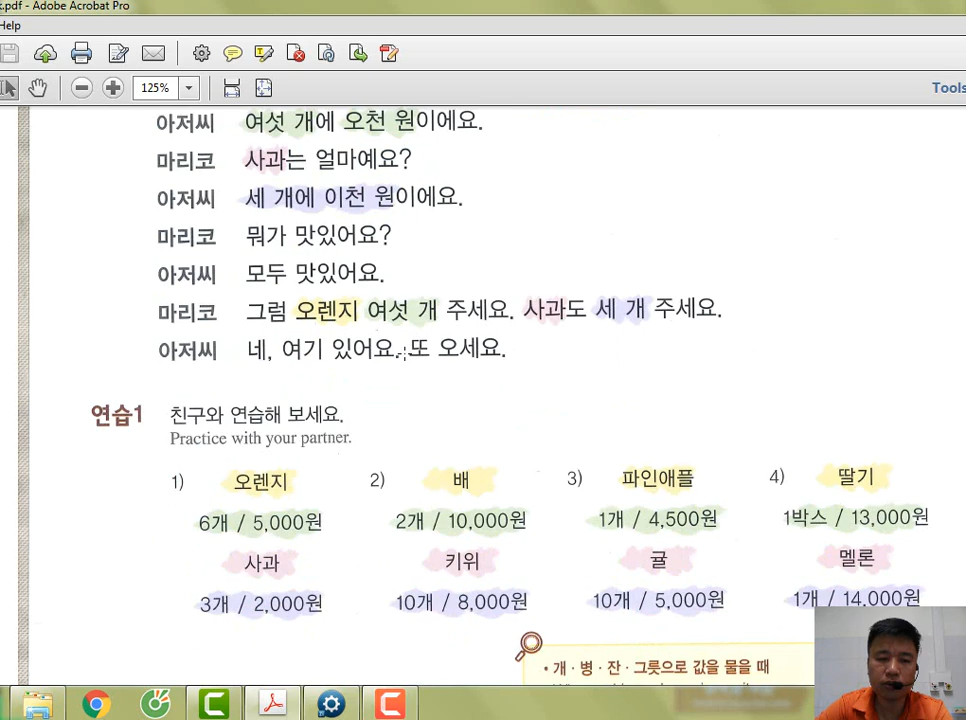 k.pdf - Adobe Acrobat Pro
Help
125%
Tools
아저씨 여섯 개에 오천 원이에요.
마리코 사과는 얼마예요?
아저씨 세 개에 이천 원이에요.
마리코 뭐가 맛있어요?
아저씨 모두 맛있어요.
마리코 그럼 오렌지 여섯 개 주세요. 사과도 세 개 주세요.
아저씨 네, 여기 있어요. 또 오세요.
연습1 친구와 연습해 보세요.
Practice with your partner.
1) 오렌지 2) 배 3) 파인애플 4) 딸기
6개 / 5,000원 2개 / 10,000원 1개 / 4,500원 1박스 / 13,000원
사과 키위 귤 멜론
3개 / 2,000원 10개 / 8,000원 10개 / 5,000원 1개 / 14,000원
• 개 · 병 · 잔 · 그릇으로 값을 물을 때